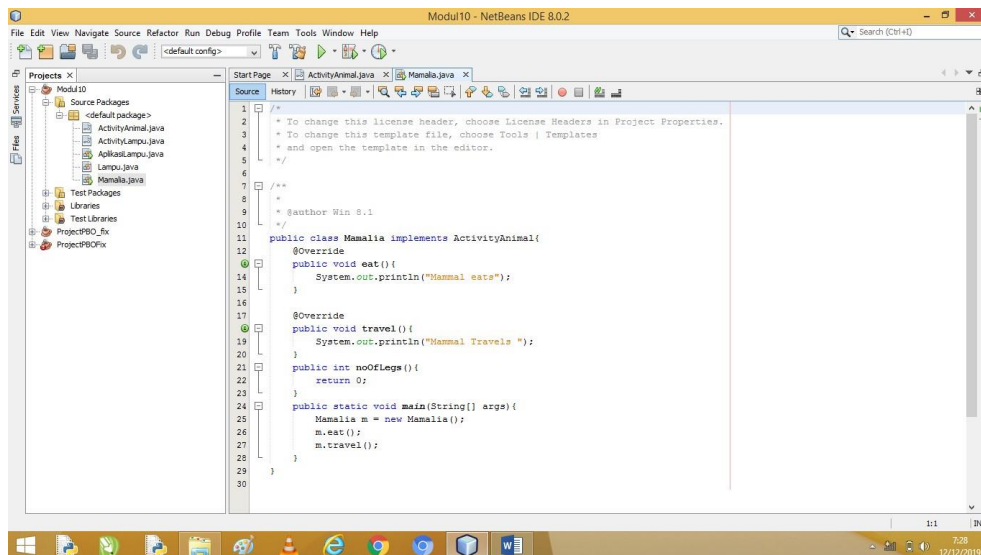 Modul10 - NetBeans IDE 8.0.2
File Edit View Navigate Source Refactor Run Debug Profile Team Tools Window Help
Search (Ctrl+I)
<default config>
Projects
Services
Files
Modul10
Source Packages
<default package>
ActivityAnimal.java
ActivityLampu.java
AplikasiLampu.java
Lampu.java
Mamalia.java
Test Packages
Libraries
Test Libraries
ProjectPBO_fix
ProjectPBOFix
Start Page ActivityAnimal.java Mamalia.java
Source History
1 /*
2  * To change this license header, choose License Headers in Project Properties.
3  * To change this template file, choose Tools | Templates
4  * and open the template in the editor.
5  */
6
7 /**
8  *
9  * @author Win 8.1
10  */
11 public class Mamalia implements ActivityAnimal{
12     @Override
public void eat(){
14         System.out.println("Mammal eats");
15     }
16
17     @Override
public void travel(){
19         System.out.println("Mammal Travels ");
20     }
21     public int noOfLegs(){
22         return 0;
23     }
24     public static void main(String[] args){
25         Mamalia m = new Mamalia();
26         m.eat();
27         m.travel();
28     }
29 }
30
1:1 IN
7:28
12/12/2019